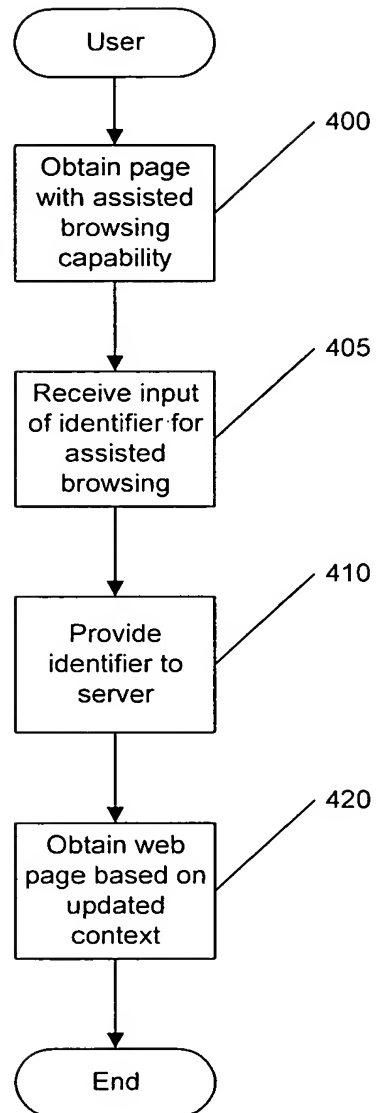 User
400
Obtain page
with assisted
browsing
capability
405
Receive input
of identifier for
assisted
browsing
410
Provide
identifier to
server
420
Obtain web
page based on
updated
context
End